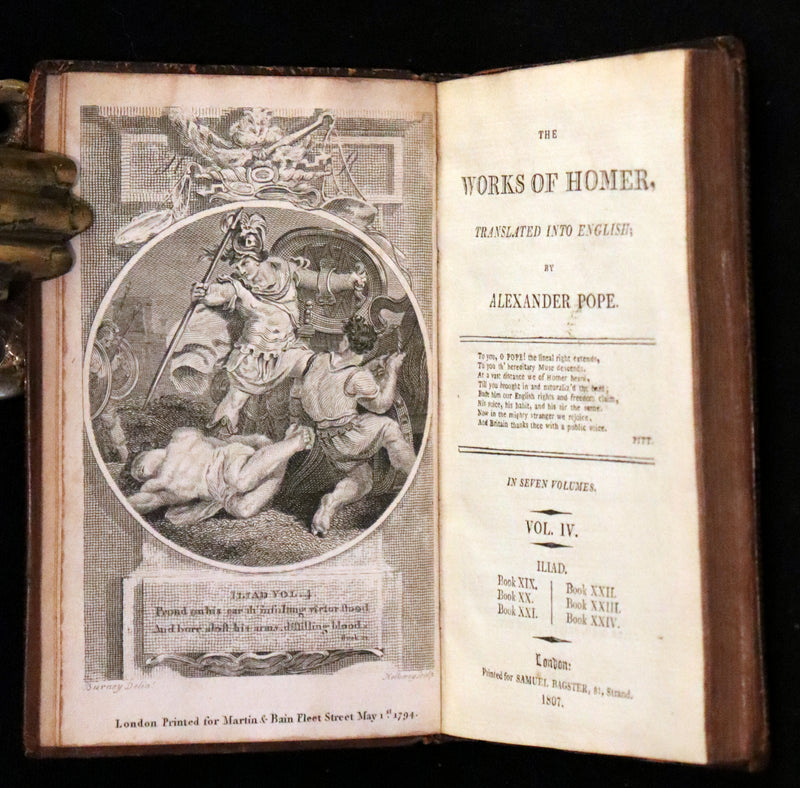 ILIAD VOL. 4
Proud on his car th' insulting victor stood
And bore aloft his arms, distilling blood.
Book
Burney Delin.t
sculp
London Printed for Martin & Bain Fleet Street May 1.st 1794.
THE
WORKS OF HOMER,
TRANSLATED INTO ENGLISH;
BY
ALEXANDER POPE.
To you, O POPE! the lineal right extends,
To you th' hereditary Muse descends.
At a vast distance we of Homer heard,
Till you brought in and naturaliz'd the
Bade him our English rights and freedom claim,
His voice, his habit, and his air the same.
Now in the mighty stranger we rejoice,
And Britain thanks thee with a public voice.
PITT.
IN SEVEN VOLUMES.
VOL. IV.
ILIAD.
Book XIX.
Book XX.
Book XXI.
Book XXII.
Book XXIII.
Book XXIV.
London:
Printed for SAMUEL BAGSTER, 81, Strand.
1807.